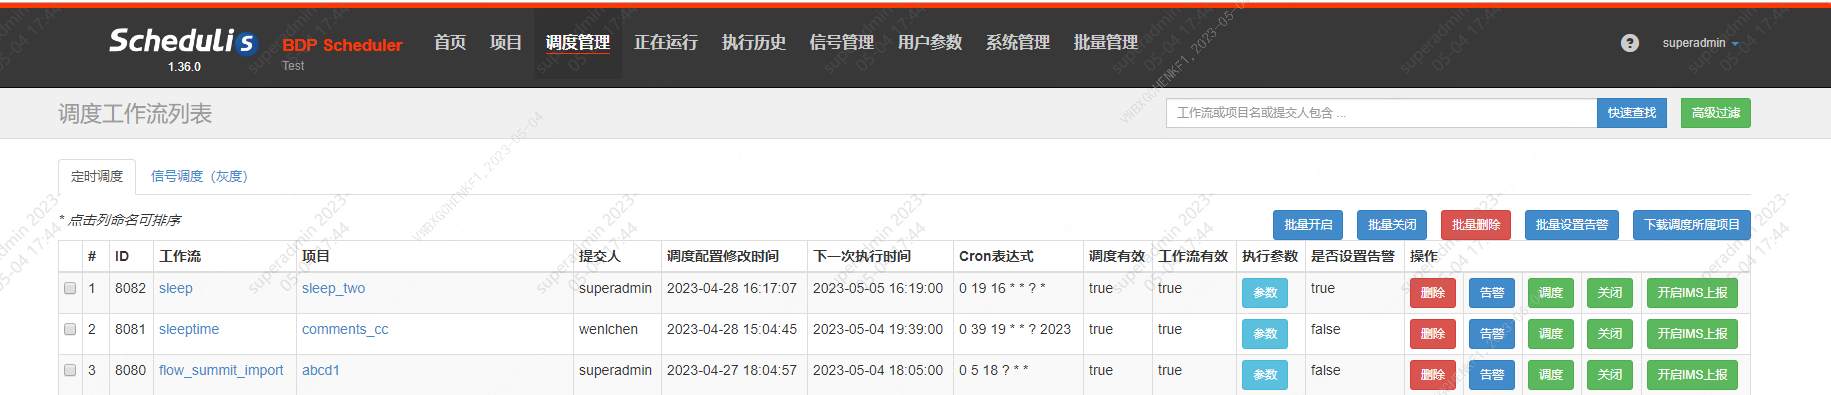 Schedulis
1.36.0
BDP Scheduler
Test
首页 项目 调度管理 正在运行 执行历史 信号管理 用户参数 系统管理 批量管理
? superadmin
调度工作流列表
工作流或项目名或提交人包含 ...
快速查找 高级过滤
定时调度 信号调度（灰度）
* 点击列命名可排序
批量开启 批量关闭 批量删除 批量设置告警 下载调度所属项目
# ID 工作流 项目 提交人 调度配置修改时间 下一次执行时间 Cron表达式 调度有效 工作流有效 执行参数 是否设置告警 操作
1 8082 sleep sleep_two superadmin 2023-04-28 16:17:07 2023-05-05 16:19:00 0 19 16 * * ? * true true 参数 true 删除 告警 调度 关闭 开启IMS上报
2 8081 sleeptime comments_cc wenlchen 2023-04-28 15:04:45 2023-05-04 19:39:00 0 39 19 * * ? 2023 true true 参数 false 删除 告警 调度 关闭 开启IMS上报
3 8080 flow_summit_import abcd1 superadmin 2023-04-27 18:04:57 2023-05-04 18:05:00 0 5 18 ? * * true true 参数 false 删除 告警 调度 关闭 开启IMS上报